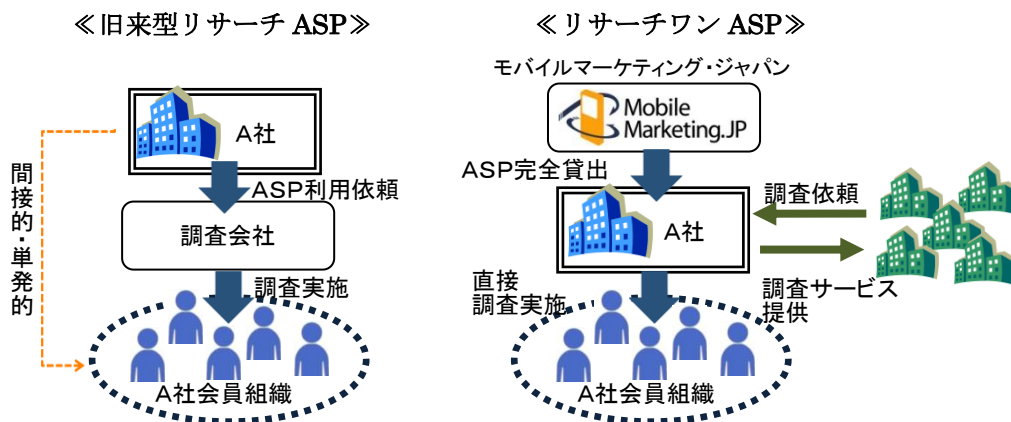 ≪旧来型リサーチ ASP≫
A社
ASP利用依頼
調査会社
調査実施
A社会員組織
間接的・単発的
≪リサーチワン ASP≫
モバイルマーケティング・ジャパン
Mobile
Marketing.JP
ASP完全貸出
A社
調査依頼
調査サービス
提供
直接
調査実施
A社会員組織